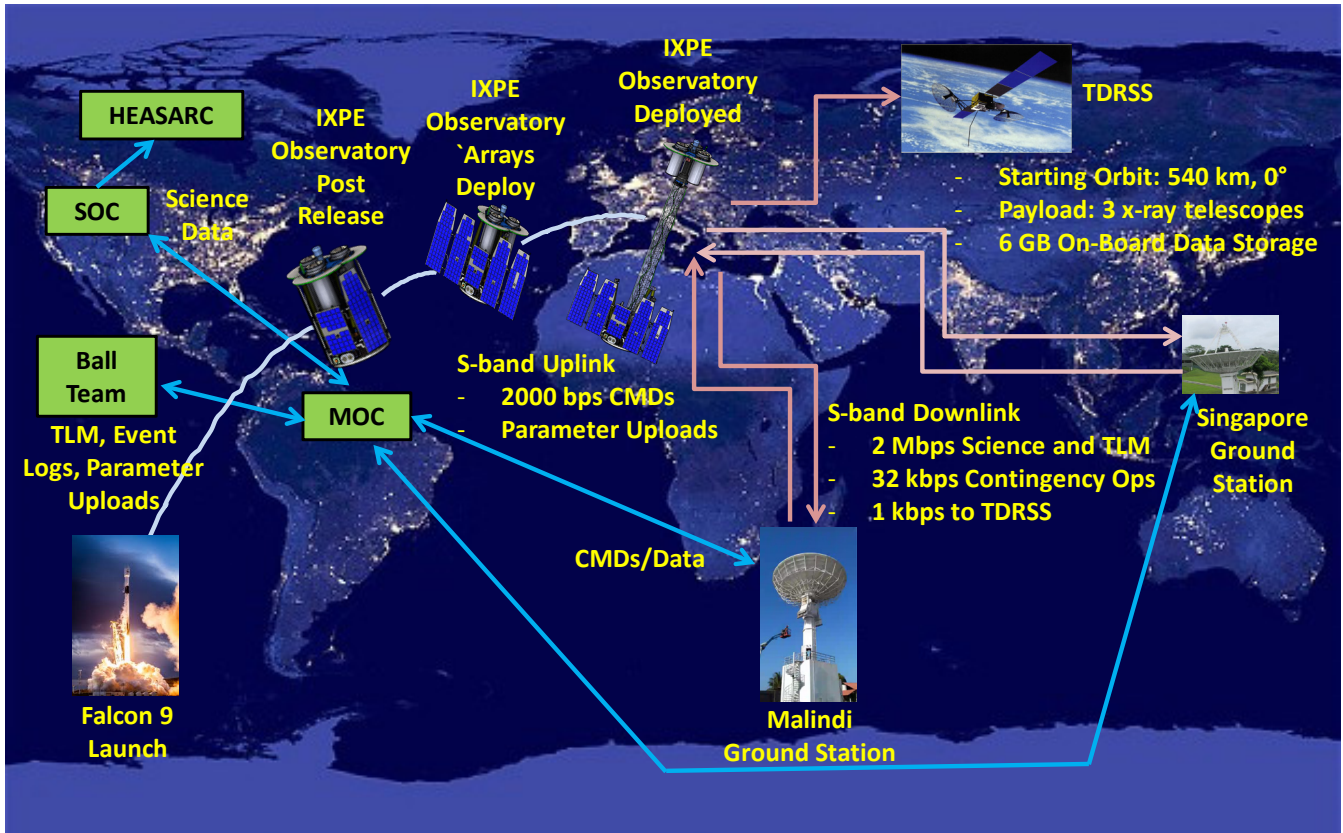 HEASARC
SOC
Science
Data
IXPE
Observatory
Post
Release
IXPE
Observatory
`Arrays
Deploy
IXPE
Observatory
Deployed
TDRSS
- Starting Orbit: 540 km, 0°
- Payload: 3 x-ray telescopes
- 6 GB On-Board Data Storage
Ball
Team
TLM, Event
Logs, Parameter
Uploads
MOC
S-band Uplink
- 2000 bps CMDs
- Parameter Uploads
S-band Downlink
- 2 Mbps Science and TLM
- 32 kbps Contingency Ops
- 1 kbps to TDRSS
Singapore
Ground
Station
CMDs/Data
Falcon 9
Launch
Malindi
Ground Station